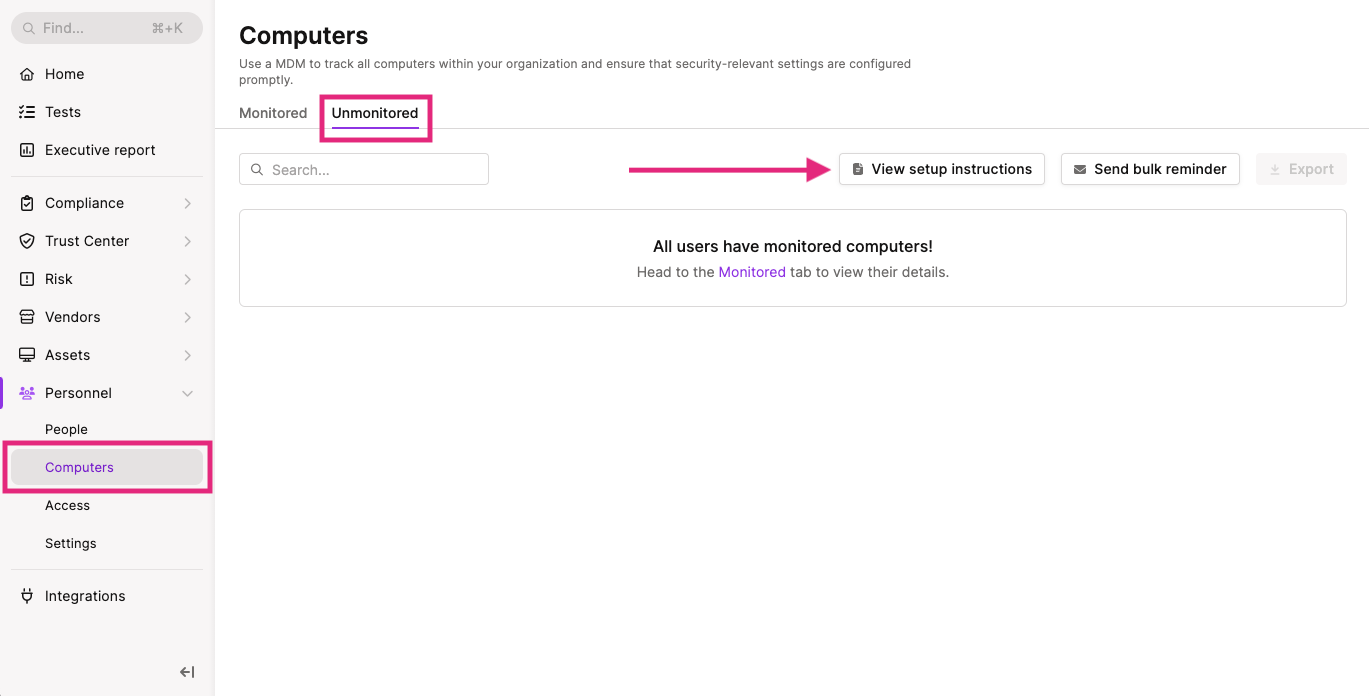 Find... ⌘+K
Home
Tests
Executive report
Compliance
Trust Center
Risk
Vendors
Assets
Personnel
People
Computers
Access
Settings
Integrations
Computers
Use a MDM to track all computers within your organization and ensure that security-relevant settings are configured
promptly.
Monitored Unmonitored
Search... View setup instructions Send bulk reminder Export
All users have monitored computers!
Head to the Monitored tab to view their details.